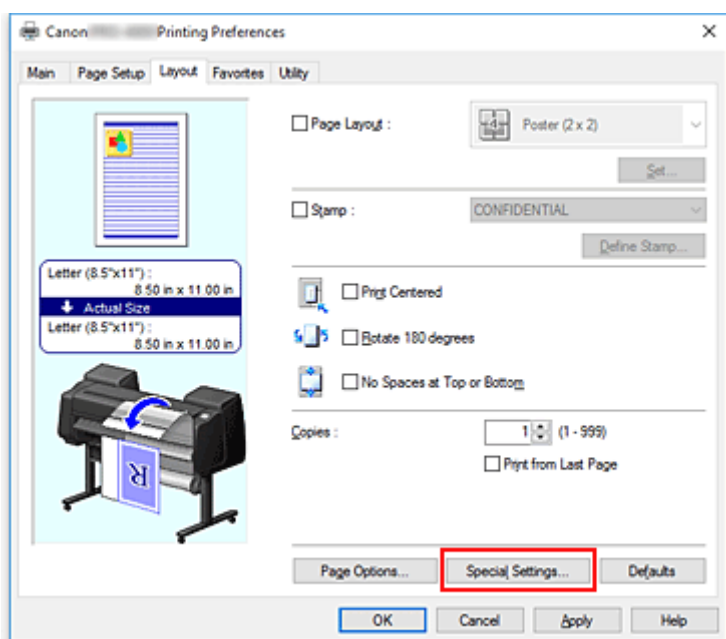 Canon Printing Preferences
Main Page Setup Layout Favorites Utility
Page Layout :
4
Poster (2 x 2)
Set...
Stamp :
CONFIDENTIAL
Define Stamp...
Letter (8.5"x11") :
8.50 in x 11.00 in
Actual Size
Letter (8.5"x11") :
8.50 in x 11.00 in
Print Centered
Rotate 180 degrees
No Spaces at Top or Bottom
Copies :
1 (1 - 999)
Print from Last Page
R
Page Options... Special Settings... Defaults
OK Cancel Apply Help